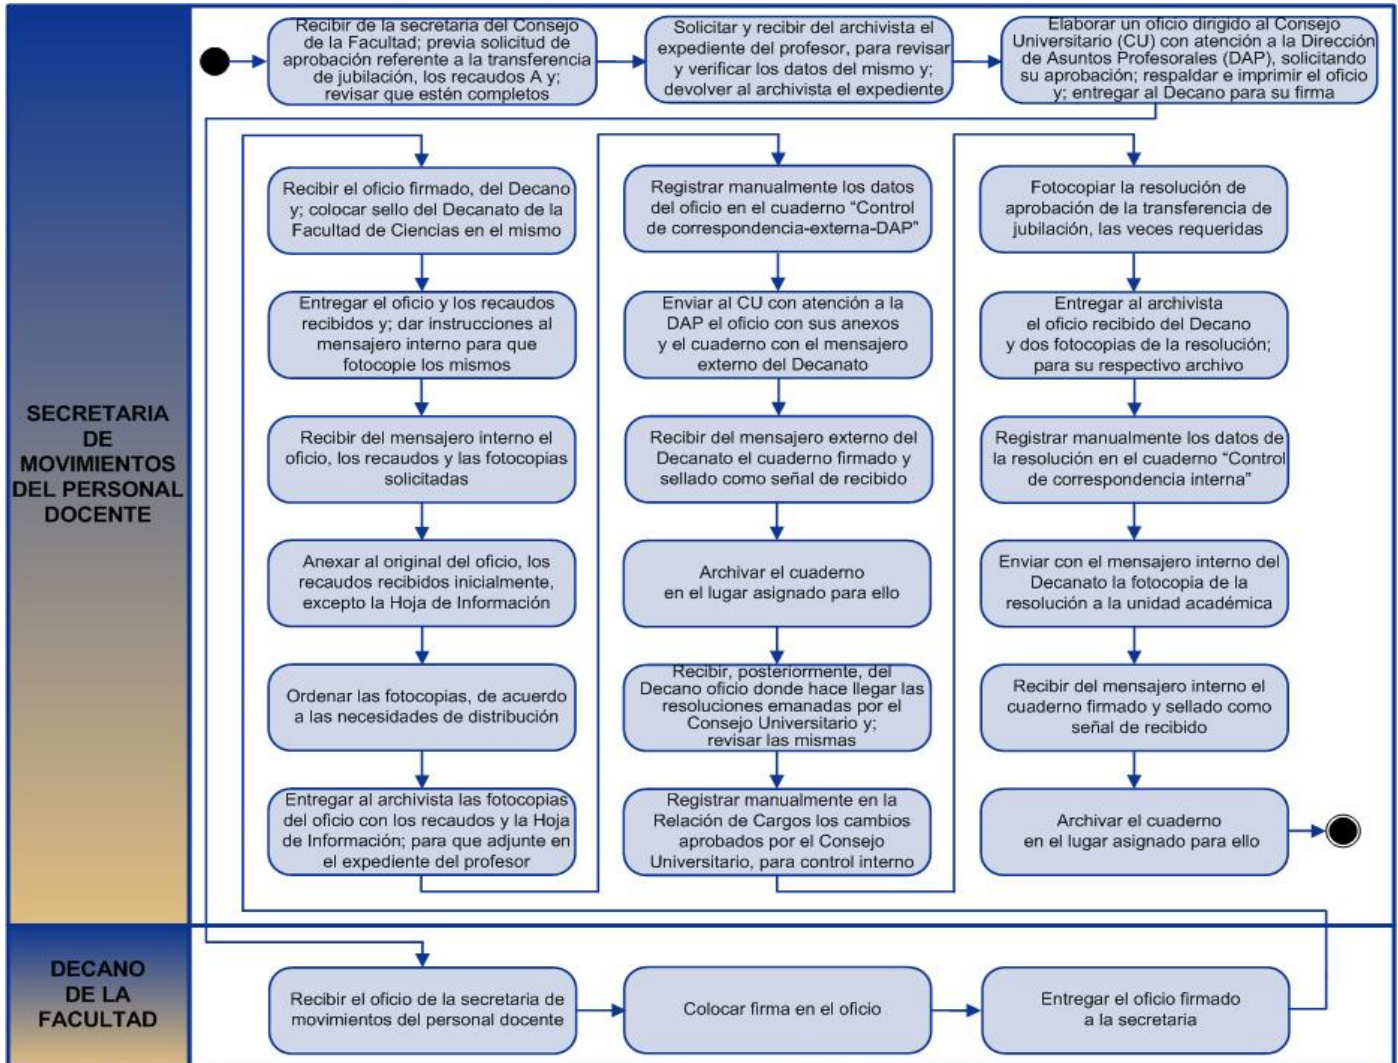 Recibir de la secretaria del Consejo
de la Facultad; previa solicitud de
aprobación referente a la transferencia
de jubilación, los recaudos A y;
revisar que estén completos
Solicitar y recibir del archivista el
expediente del profesor, para revisar
y verificar los datos del mismo y;
devolver al archivista el expediente
Elaborar un oficio dirigido al Consejo
Universitario (CU) con atención a la Dirección
de Asuntos Profesorales (DAP), solicitando
su aprobación; respaldar e imprimir el oficio
y; entregar al Decano para su firma
SECRETARIA
DE
MOVIMIENTOS
DEL PERSONAL
DOCENTE
Recibir el oficio firmado, del Decano
y; colocar sello del Decanato de la
Facultad de Ciencias en el mismo
Entregar el oficio y los recaudos
recibidos y; dar instrucciones al
mensajero interno para que
fotocopie los mismos
Recibir del mensajero interno el
oficio, los recaudos y las fotocopias
solicitadas
Anexar al original del oficio, los
recaudos recibidos inicialmente,
excepto la Hoja de Información
Ordenar las fotocopias, de acuerdo
a las necesidades de distribución
Entregar al archivista las fotocopias
del oficio con los recaudos y la Hoja
de Información; para que adjunte en
el expediente del profesor
Registrar manualmente los datos
del oficio en el cuaderno “Control
de correspondencia-externa-DAP”
Enviar al CU con atención a la
DAP el oficio con sus anexos
y el cuaderno con el mensajero
externo del Decanato
Recibir del mensajero externo del
Decanato el cuaderno firmado y
sellado como señal de recibido
Archivar el cuaderno
en el lugar asignado para ello
Recibir, posteriormente, del
Decano oficio donde hace llegar las
resoluciones emanadas por el
Consejo Universitario y;
revisar las mismas
Registrar manualmente en la
Relación de Cargos los cambios
aprobados por el Consejo
Universitario, para control interno
Fotocopiar la resolución de
aprobación de la transferencia de
jubilación, las veces requeridas
Entregar al archivista
el oficio recibido del Decano
y dos fotocopias de la resolución;
para su respectivo archivo
Registrar manualmente los datos de
la resolución en el cuaderno “Control
de correspondencia interna”
Enviar con el mensajero interno del
Decanato la fotocopia de la
resolución a la unidad académica
Recibir del mensajero interno el
cuaderno firmado y sellado como
señal de recibido
Archivar el cuaderno
en el lugar asignado para ello
DECANO
DE LA
FACULTAD
Recibir el oficio de la secretaria de
movimientos del personal docente
Colocar firma en el oficio
Entregar el oficio firmado
a la secretaria